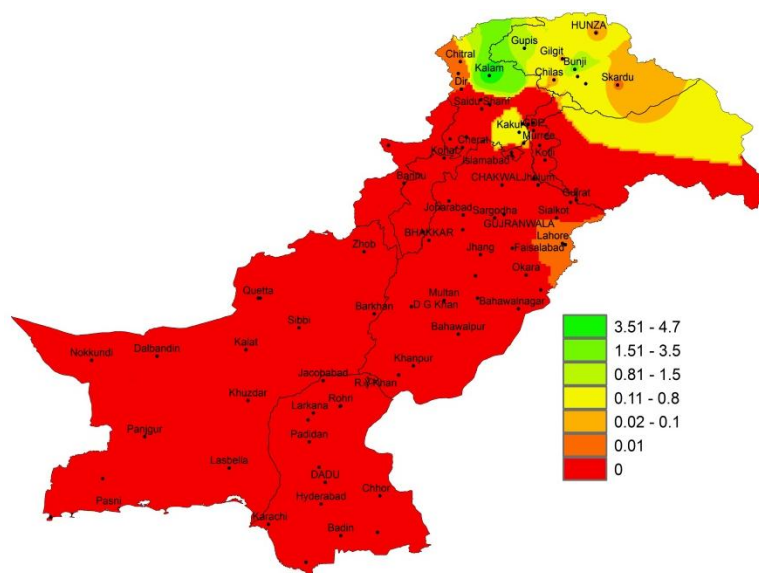 HUNZA
Gupis
Chitral
Gilgit
Bunji
Kalam
Chilas
Skardu
Dir
Saidu Sharif
Kakul
Murree
Cherat
Kohat
Islamabad
Kotli
Bannu
CHAKWAL
Jhelum
Gujrat
Joharabad
Sargodha
Sialkot
GUJRANWALA
BHAKKAR
Lahore
Zhob
Jhang
Faisalabad
Okara
Quetta
Multan
Barkhan
D G Khan
Bahawalnagar
Sibbi
Bahawalpur
Nokkundi
Dalbandin
Kalat
Khanpur
Jacopabad
R.Y.Khan
Khuzdar
Rohri
Larkana
Panjgur
Padidan
Lasbella
DADU
Chhor
Pasni
Hyderabad
Karachi
Badin
3.51 - 4.7
1.51 - 3.5
0.81 - 1.5
0.11 - 0.8
0.02 - 0.1
0.01
0